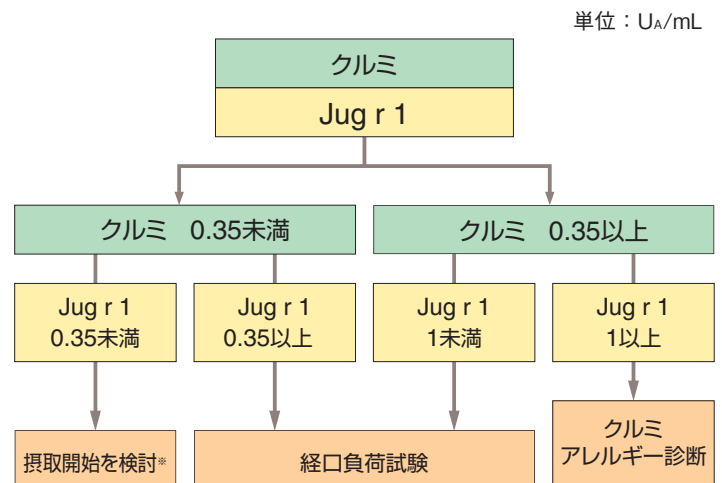 単位：UA/mL
クルミ
Jug r 1
クルミ　0.35未満
クルミ　0.35以上
Jug r 1
0.35未満
Jug r 1
0.35以上
Jug r 1
1未満
Jug r 1
1以上
摂取開始を検討※
経口負荷試験
クルミ
アレルギー診断